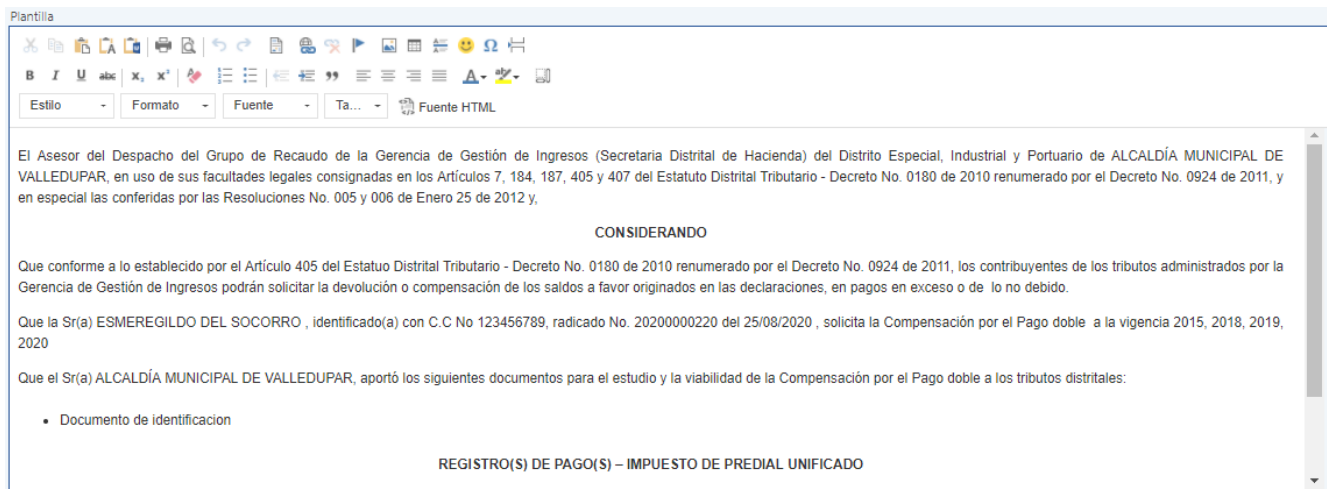 Plantilla
Estilo Formato Fuente Ta... Fuente HTML
El Asesor del Despacho del Grupo de Recaudo de la Gerencia de Gestión de Ingresos (Secretaria Distrital de Hacienda) del Distrito Especial, Industrial y Portuario de ALCALDÍA MUNICIPAL DE
VALLEDUPAR, en uso de sus facultades legales consignadas en los Artículos 7, 184, 187, 405 y 407 del Estatuto Distrital Tributario - Decreto No. 0180 de 2010 renumerado por el Decreto No. 0924 de 2011, y
en especial las conferidas por las Resoluciones No. 005 y 006 de Enero 25 de 2012 y,
CONSIDERANDO
Que conforme a lo establecido por el Artículo 405 del Estatuo Distrital Tributario - Decreto No. 0180 de 2010 renumerado por el Decreto No. 0924 de 2011, los contribuyentes de los tributos administrados por la
Gerencia de Gestión de Ingresos podrán solicitar la devolución o compensación de los saldos a favor originados en las declaraciones, en pagos en exceso o de lo no debido.
Que la Sr(a) ESMEREGILDO DEL SOCORRO , identificado(a) con C.C No 123456789, radicado No. 20200000220 del 25/08/2020 , solicita la Compensación por el Pago doble a la vigencia 2015, 2018, 2019,
2020
Que el Sr(a) ALCALDÍA MUNICIPAL DE VALLEDUPAR, aportó los siguientes documentos para el estudio y la viabilidad de la Compensación por el Pago doble a los tributos distritales:
• Documento de identificacion
REGISTRO(S) DE PAGO(S) – IMPUESTO DE PREDIAL UNIFICADO